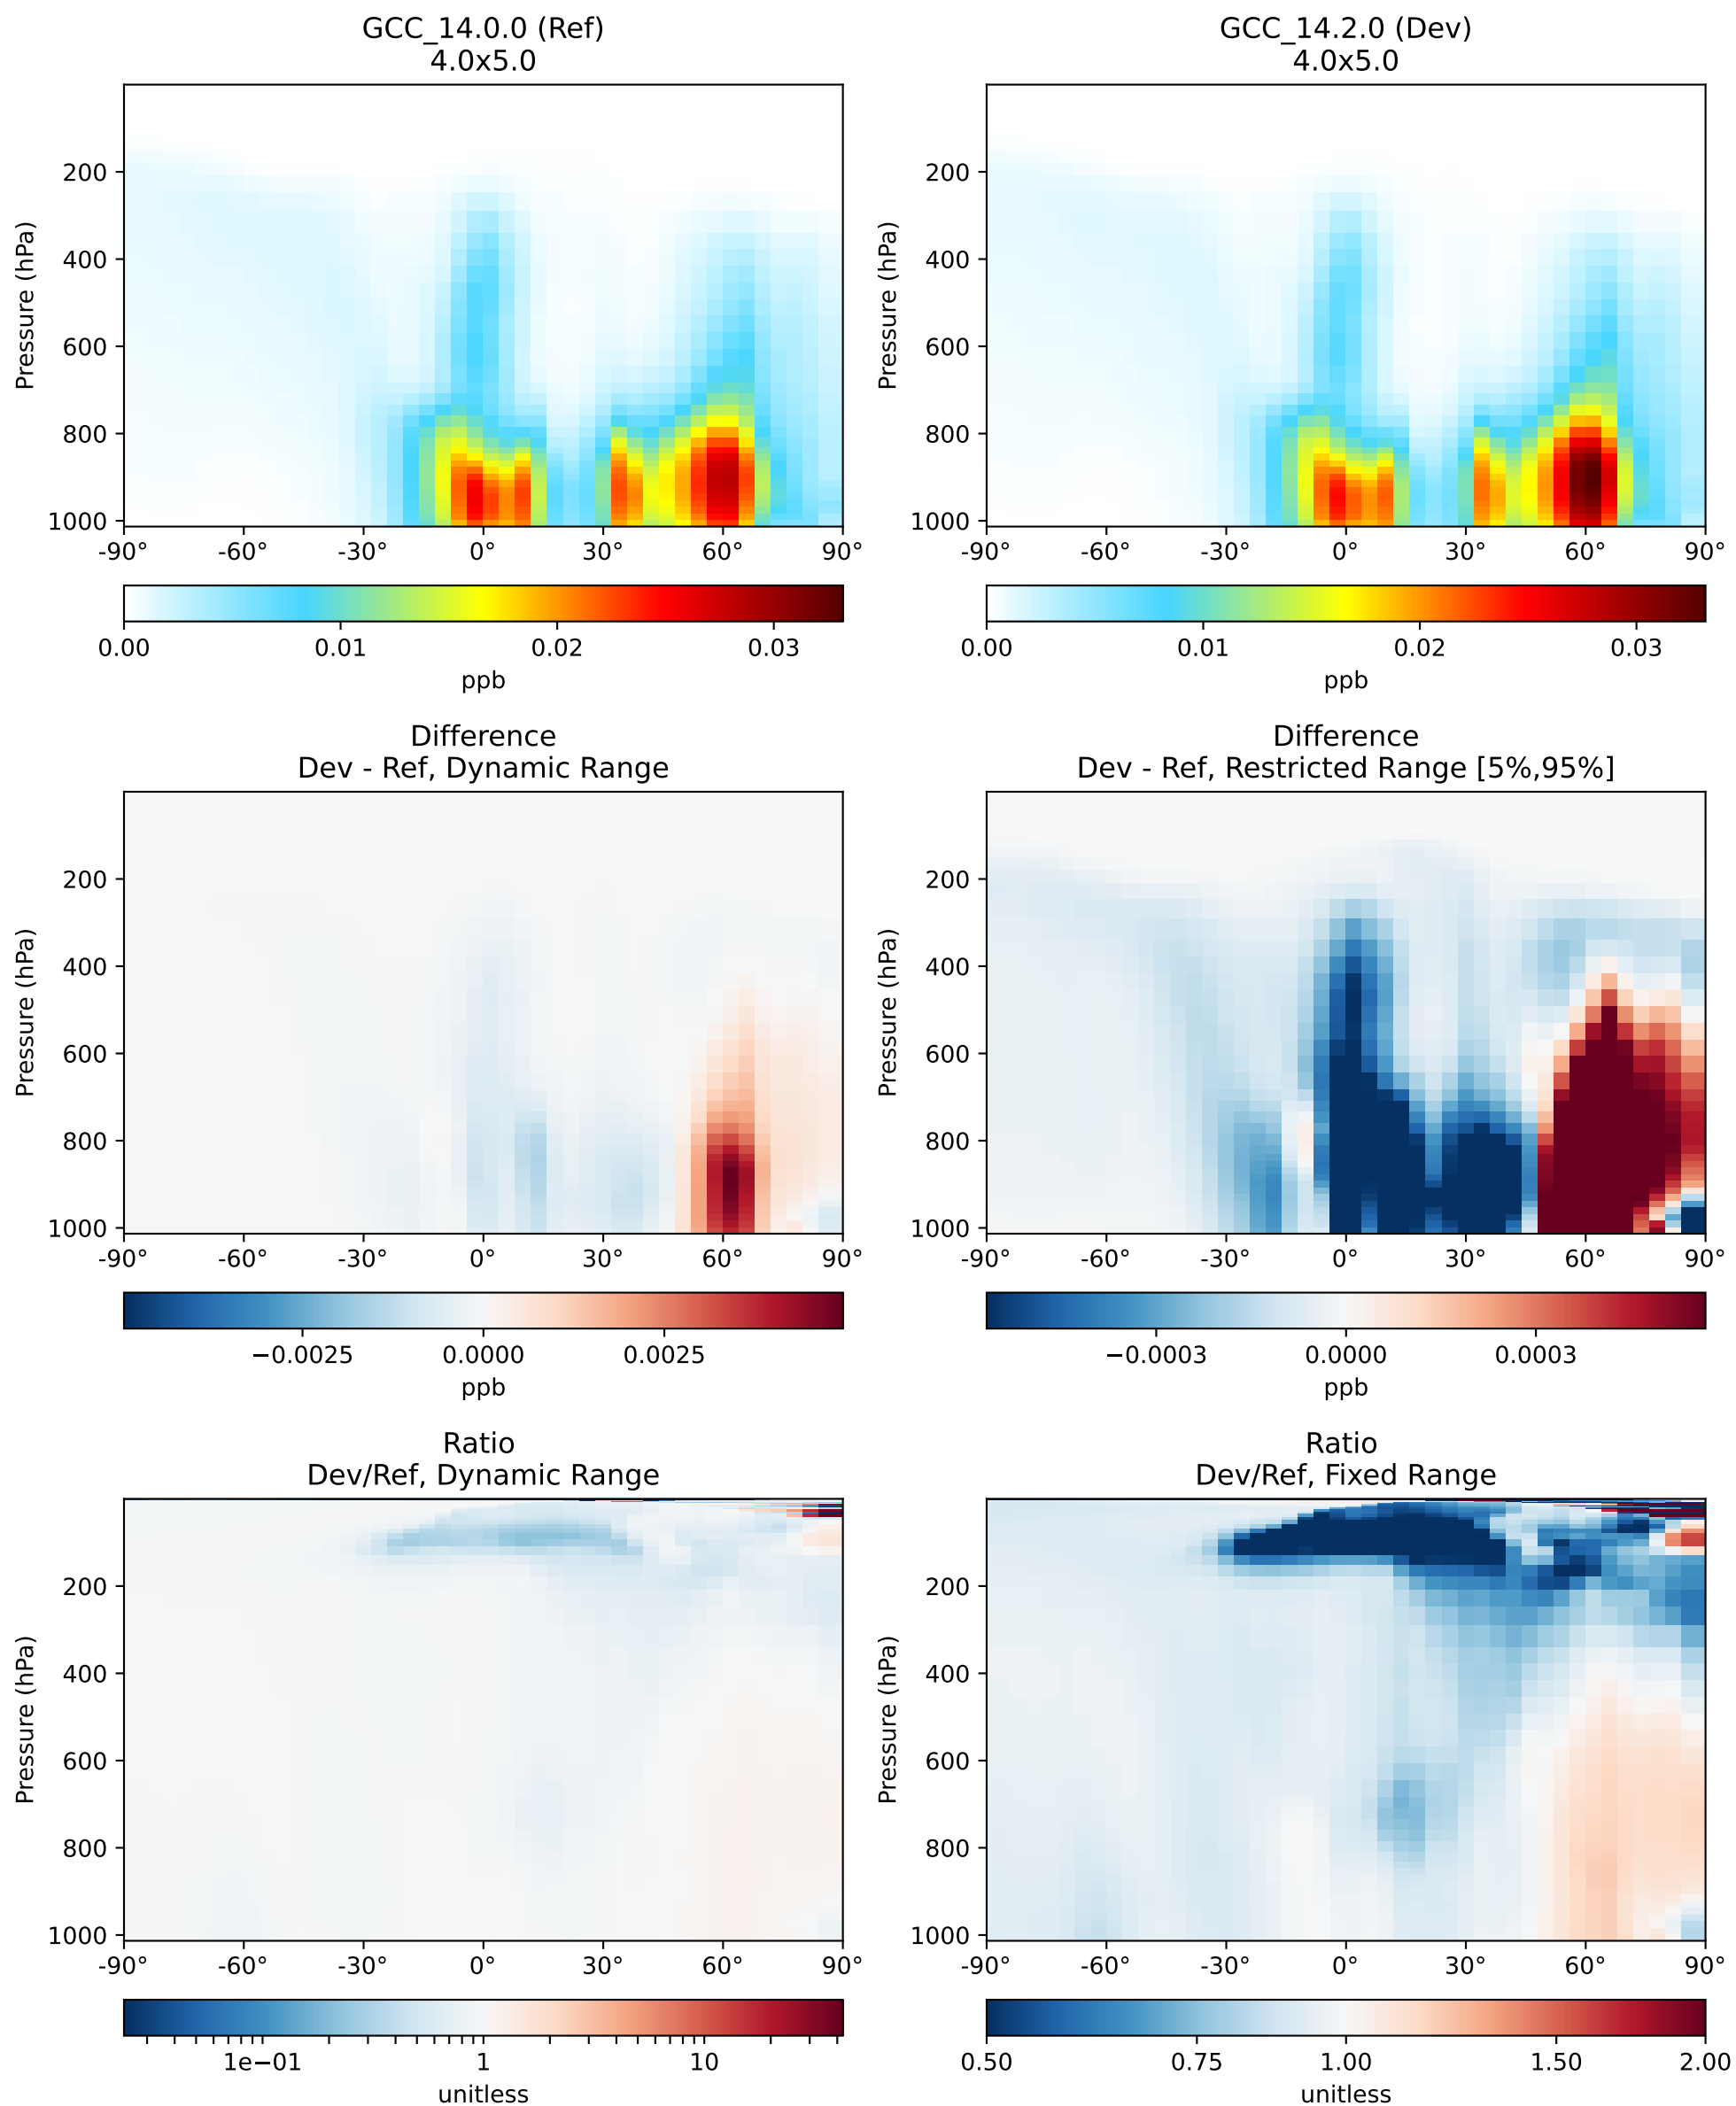 GCC_14.0.0 (Ref)
4.0x5.0
Pressure (hPa)
200
400
600
800
1000
-90° -60° -30° 0° 30° 60° 90°
0.00 0.01 0.02 0.03
ppb
GCC_14.2.0 (Dev)
4.0x5.0
Pressure (hPa)
200
400
600
800
1000
-90° -60° -30° 0° 30° 60° 90°
0.00 0.01 0.02 0.03
ppb
Difference
Dev - Ref, Dynamic Range
Pressure (hPa)
200
400
600
800
1000
-90° -60° -30° 0° 30° 60° 90°
−0.0025 0.0000 0.0025
ppb
Difference
Dev - Ref, Restricted Range [5%,95%]
Pressure (hPa)
200
400
600
800
1000
-90° -60° -30° 0° 30° 60° 90°
−0.0003 0.0000 0.0003
ppb
Ratio
Dev/Ref, Dynamic Range
Pressure (hPa)
200
400
600
800
1000
-90° -60° -30° 0° 30° 60° 90°
1e−01 1 10
unitless
Ratio
Dev/Ref, Fixed Range
Pressure (hPa)
200
400
600
800
1000
-90° -60° -30° 0° 30° 60° 90°
0.50 0.75 1.00 1.50 2.00
unitless